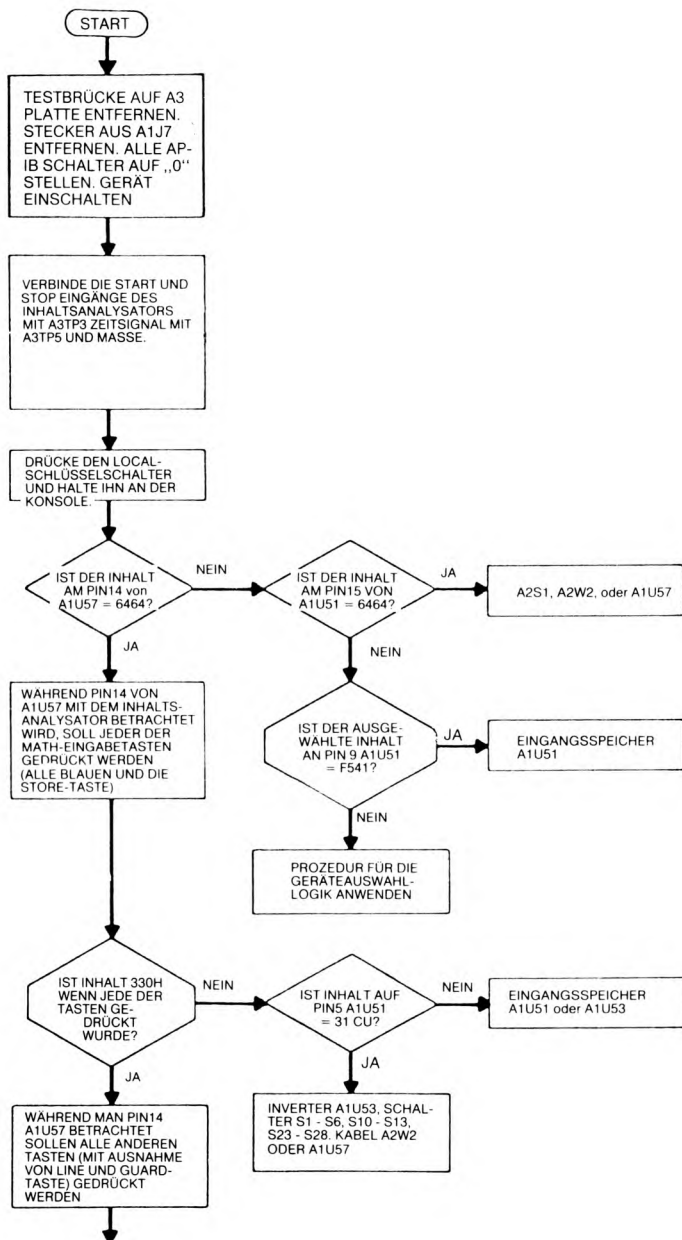 START
TESTBRÜCKE AUF A3
PLATTE ENTFERNEN.
STECKER AUS A1J7
ENTFERNEN. ALLE AP-
IB SCHALTER AUF „0"
STELLEN. GERÄT
EINSCHALTEN
VERBINDE DIE START UND
STOP EINGÄNGE DES
INHALTSANALYSATORS
MIT A3TP3 ZEITSIGNAL MIT
A3TP5 UND MASSE.
DRÜCKE DEN LOCAL-
SCHLÜSSELSCHALTER
UND HALTE IHN AN DER
KONSOLE.
IST DER INHALT
AM PIN14 von
A1U57 = 6464?
NEIN
IST DER INHALT
AM PIN15 VON
A1U51 = 6464?
JA
A2S1, A2W2, oder A1U57
JA
NEIN
WÄHREND PIN14 VON
A1U57 MIT DEM INHALTS-
ANALYSATOR BETRACHTET
WIRD, SOLL JEDER DER
MATH-EINGABETASTEN
GEDRÜCKT WERDEN
(ALLE BLAUEN UND DIE
STORE-TASTE)
IST DER AUSGE-
WÄHLTE INHALT
AN PIN 9 A1U51
= F541?
JA
EINGANGSSPEICHER
A1U51
NEIN
PROZEDUR FÜR DIE
GERÄTEAUSWAHL-
LOGIK ANWENDEN
IST INHALT 330H
WENN JEDE DER
TASTEN GE-
DRÜCKT
WURDE?
NEIN
IST INHALT AUF
PIN5 A1U51
= 31 CU?
NEIN
EINGANGSSPEICHER
A1U51 oder A1U53
JA
JA
WÄHREND MAN PIN14
A1U57 BETRACHTET
SOLLEN ALLE ANDEREN
TASTEN (MIT AUSNAHME
VON LINE UND GUARD-
TASTE) GEDRÜCKT
WERDEN
INVERTER A1U53, SCHAL-
TER S1 - S6, S10 - S13,
S23 - S28. KABEL A2W2
ODER A1U57